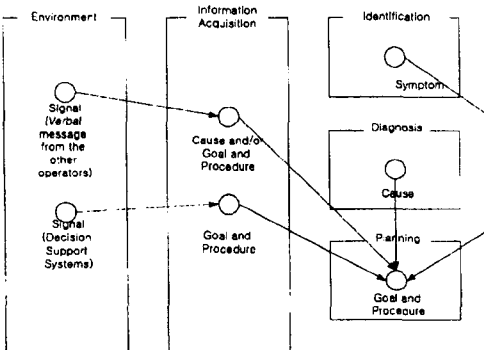 Environment
Information
Acquisition
Identification
Symptom
Signal
(Verbal
message
from the
other
operators)
Cause and/or
Goal and
Procedure
Diagnosis
Cause
Signal
(Decision
Support
Systems)
Goal and
Procedure
Planning
Goal and
Procedure